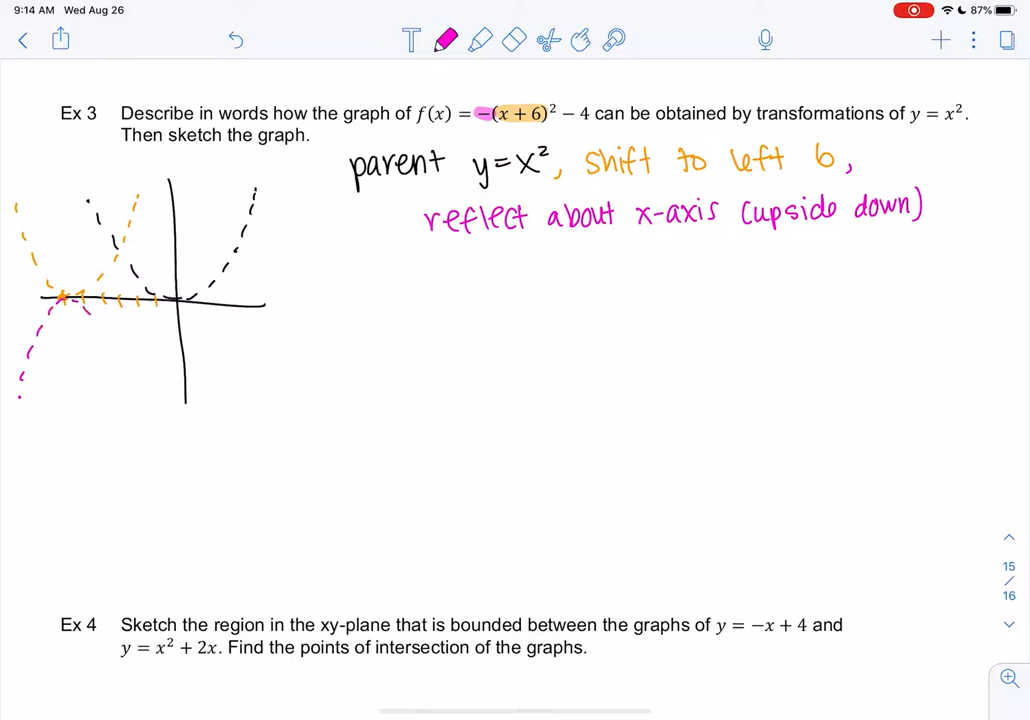 9:14 AM Wed Aug 26 87%
T
Ex 3 Describe in words how the graph of f(x) = −(x + 6)² − 4 can be obtained by transformations of y = x².
Then sketch the graph.
parent y=x², shift to left 6,
reflect about x-axis (upside down)
15
/
16
Ex 4 Sketch the region in the xy-plane that is bounded between the graphs of y = −x + 4 and
y = x² + 2x. Find the points of intersection of the graphs.